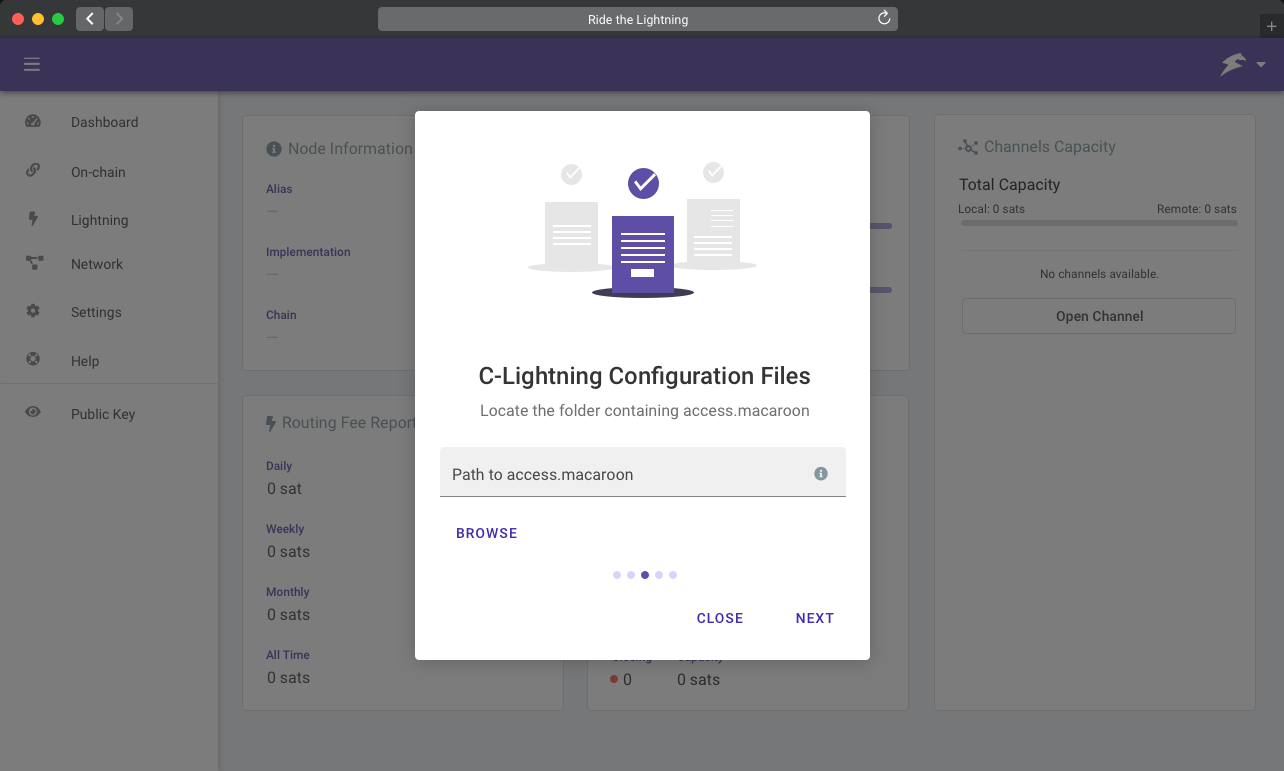 Ride the Lightning
Dashboard
On-chain
Lightning
Network
Settings
Help
Public Key
Node Information
Alias
—
Implementation
—
Chain
—
Routing Fee Report
Daily
0 sat
Weekly
0 sats
Monthly
0 sats
All Time
0 sats
C-Lightning Configuration Files
Locate the folder containing access.macaroon
Path to access.macaroon
BROWSE
CLOSE NEXT
Closing Capacity
0 0 sats
Channels Capacity
Total Capacity
Local: 0 sats Remote: 0 sats
No channels available.
Open Channel